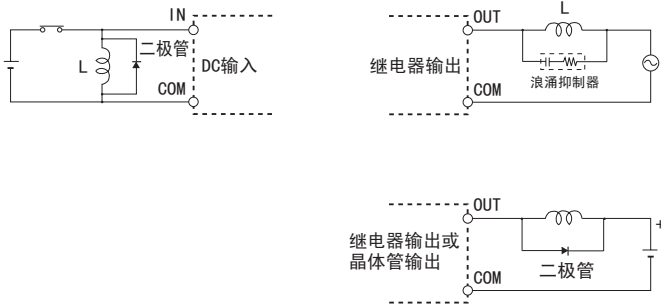 IN
二极管
L
DC输入
COM
L
OUT
继电器输出
浪涌抑制器
COM
OUT
继电器输出或
晶体管输出
+
二极管
COM